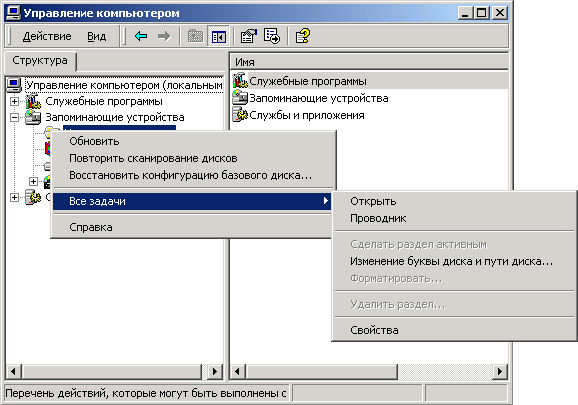 Управление компьютером
Действие Вид
Структура
Имя
Управление компьютером (локальным
Служебные программы
Запоминающие устройства
Служебные программы
Запоминающие устройства
Службы и приложения
Обновить
Повторить сканирование дисков
Восстановить конфигурацию базового диска...
Все задачи
Справка
Открыть
Проводник
Сделать раздел активным
Изменение буквы диска и пути диска...
Форматировать...
Удалить раздел...
Свойства
Перечень действий, которые могут быть выполнены с